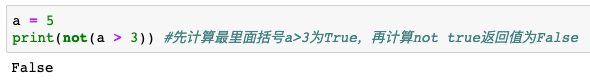 a = 5
print(not(a > 3)) #先计算最里面括号a>3为True，再计算not true返回值为False
False